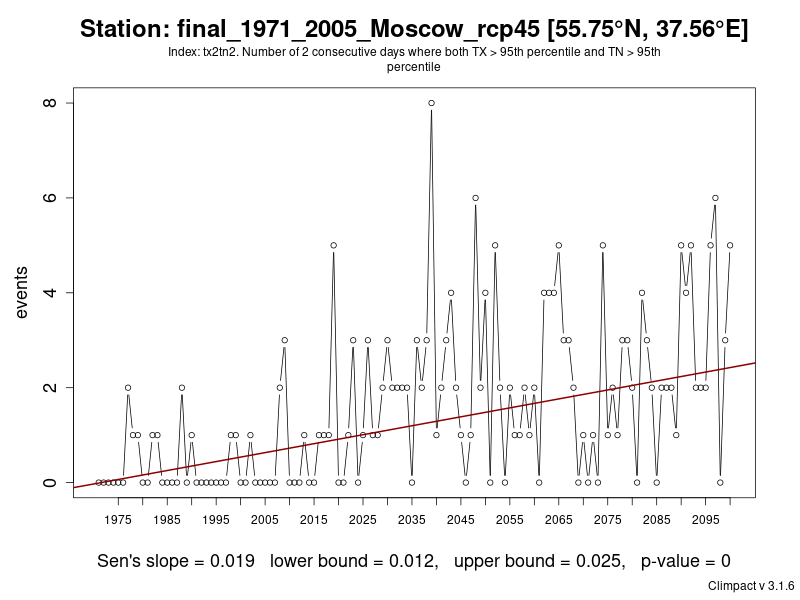 Station: final_1971_2005_Moscow_rcp45 [55.75°N, 37.56°E]
Index: tx2tn2. Number of 2 consecutive days where both TX > 95th percentile and TN > 95th
percentile
8
6
4
2
0
events
1975 1985 1995 2005 2015 2025 2035 2045 2055 2065 2075 2085 2095
Sen's slope = 0.019 lower bound = 0.012, upper bound = 0.025, p-value = 0
Climpact v 3.1.6